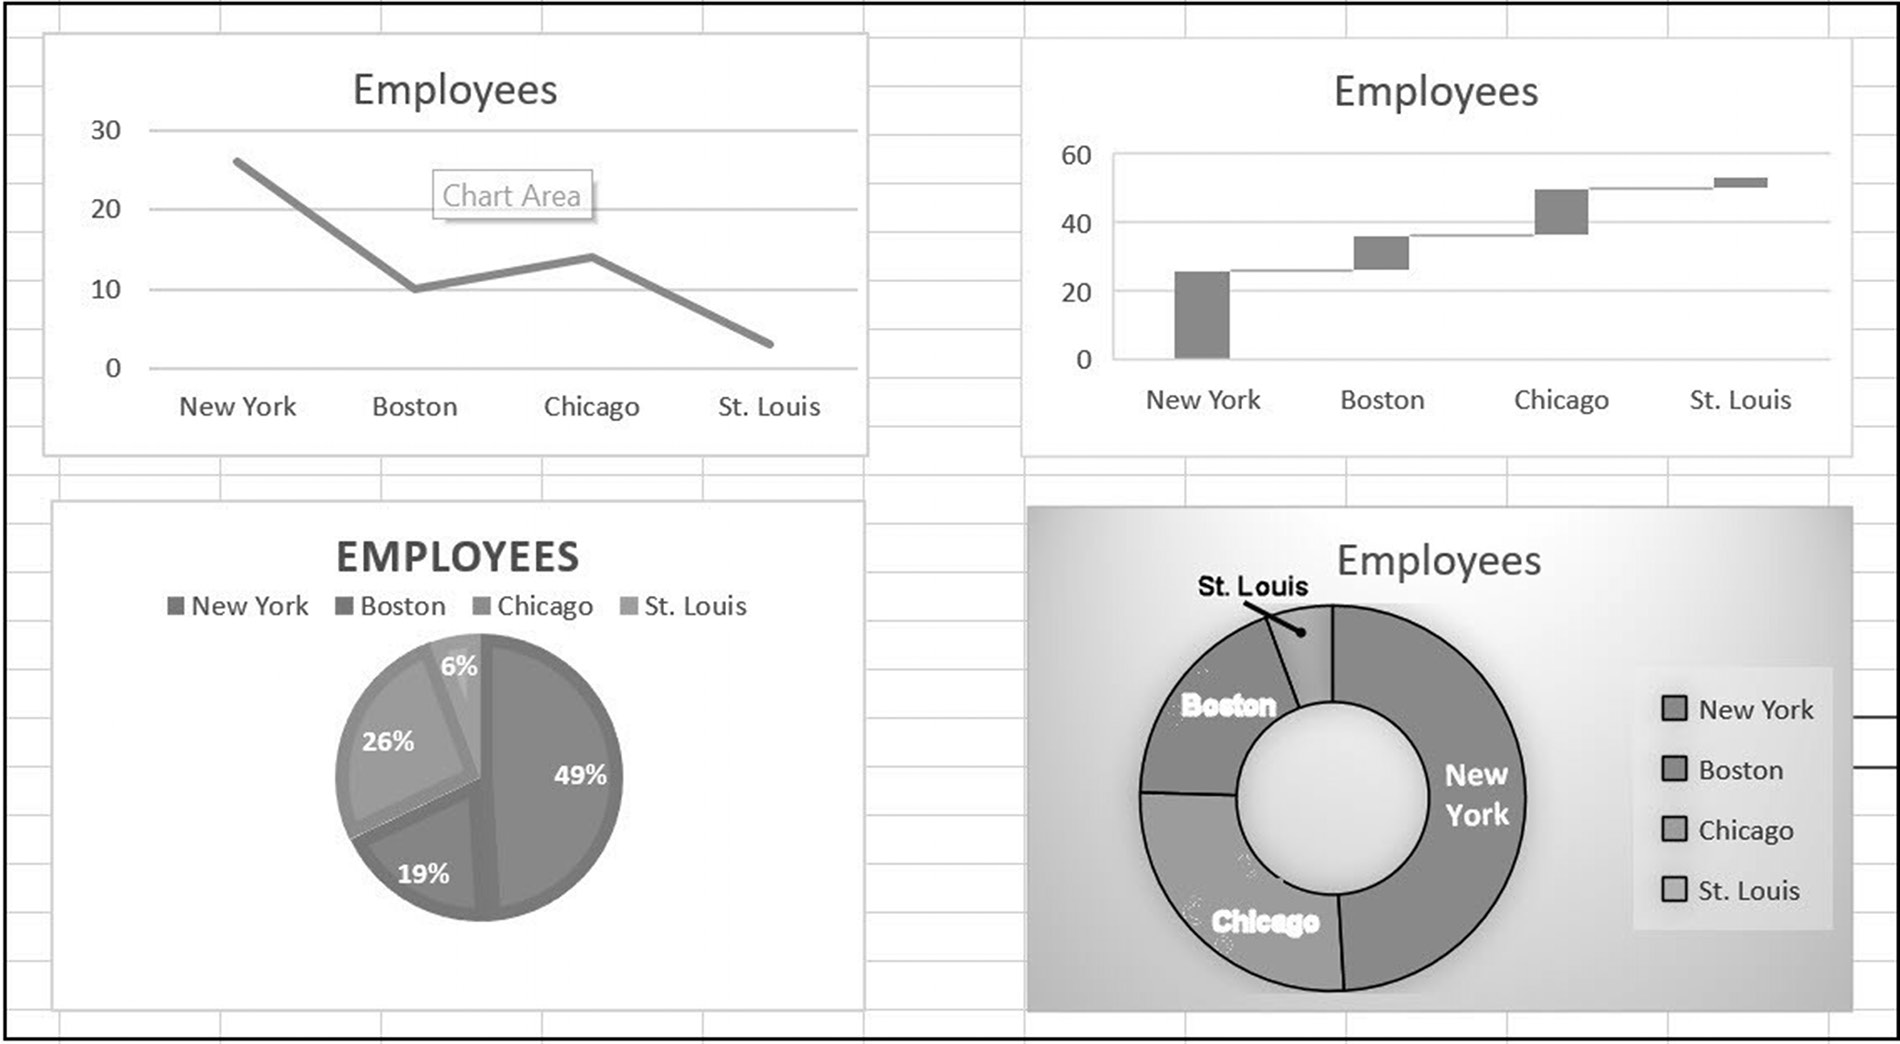 Employees
30
Chart Area
20
10
0
New York Boston Chicago St. Louis
Employees
60
40
20
0
New York Boston Chicago St. Louis
EMPLOYEES
New York Boston Chicago St. Louis
6%
26%
49%
19%
Employees
St. Louis
Boston
New
York
Chicago
New York
Boston
Chicago
St. Louis